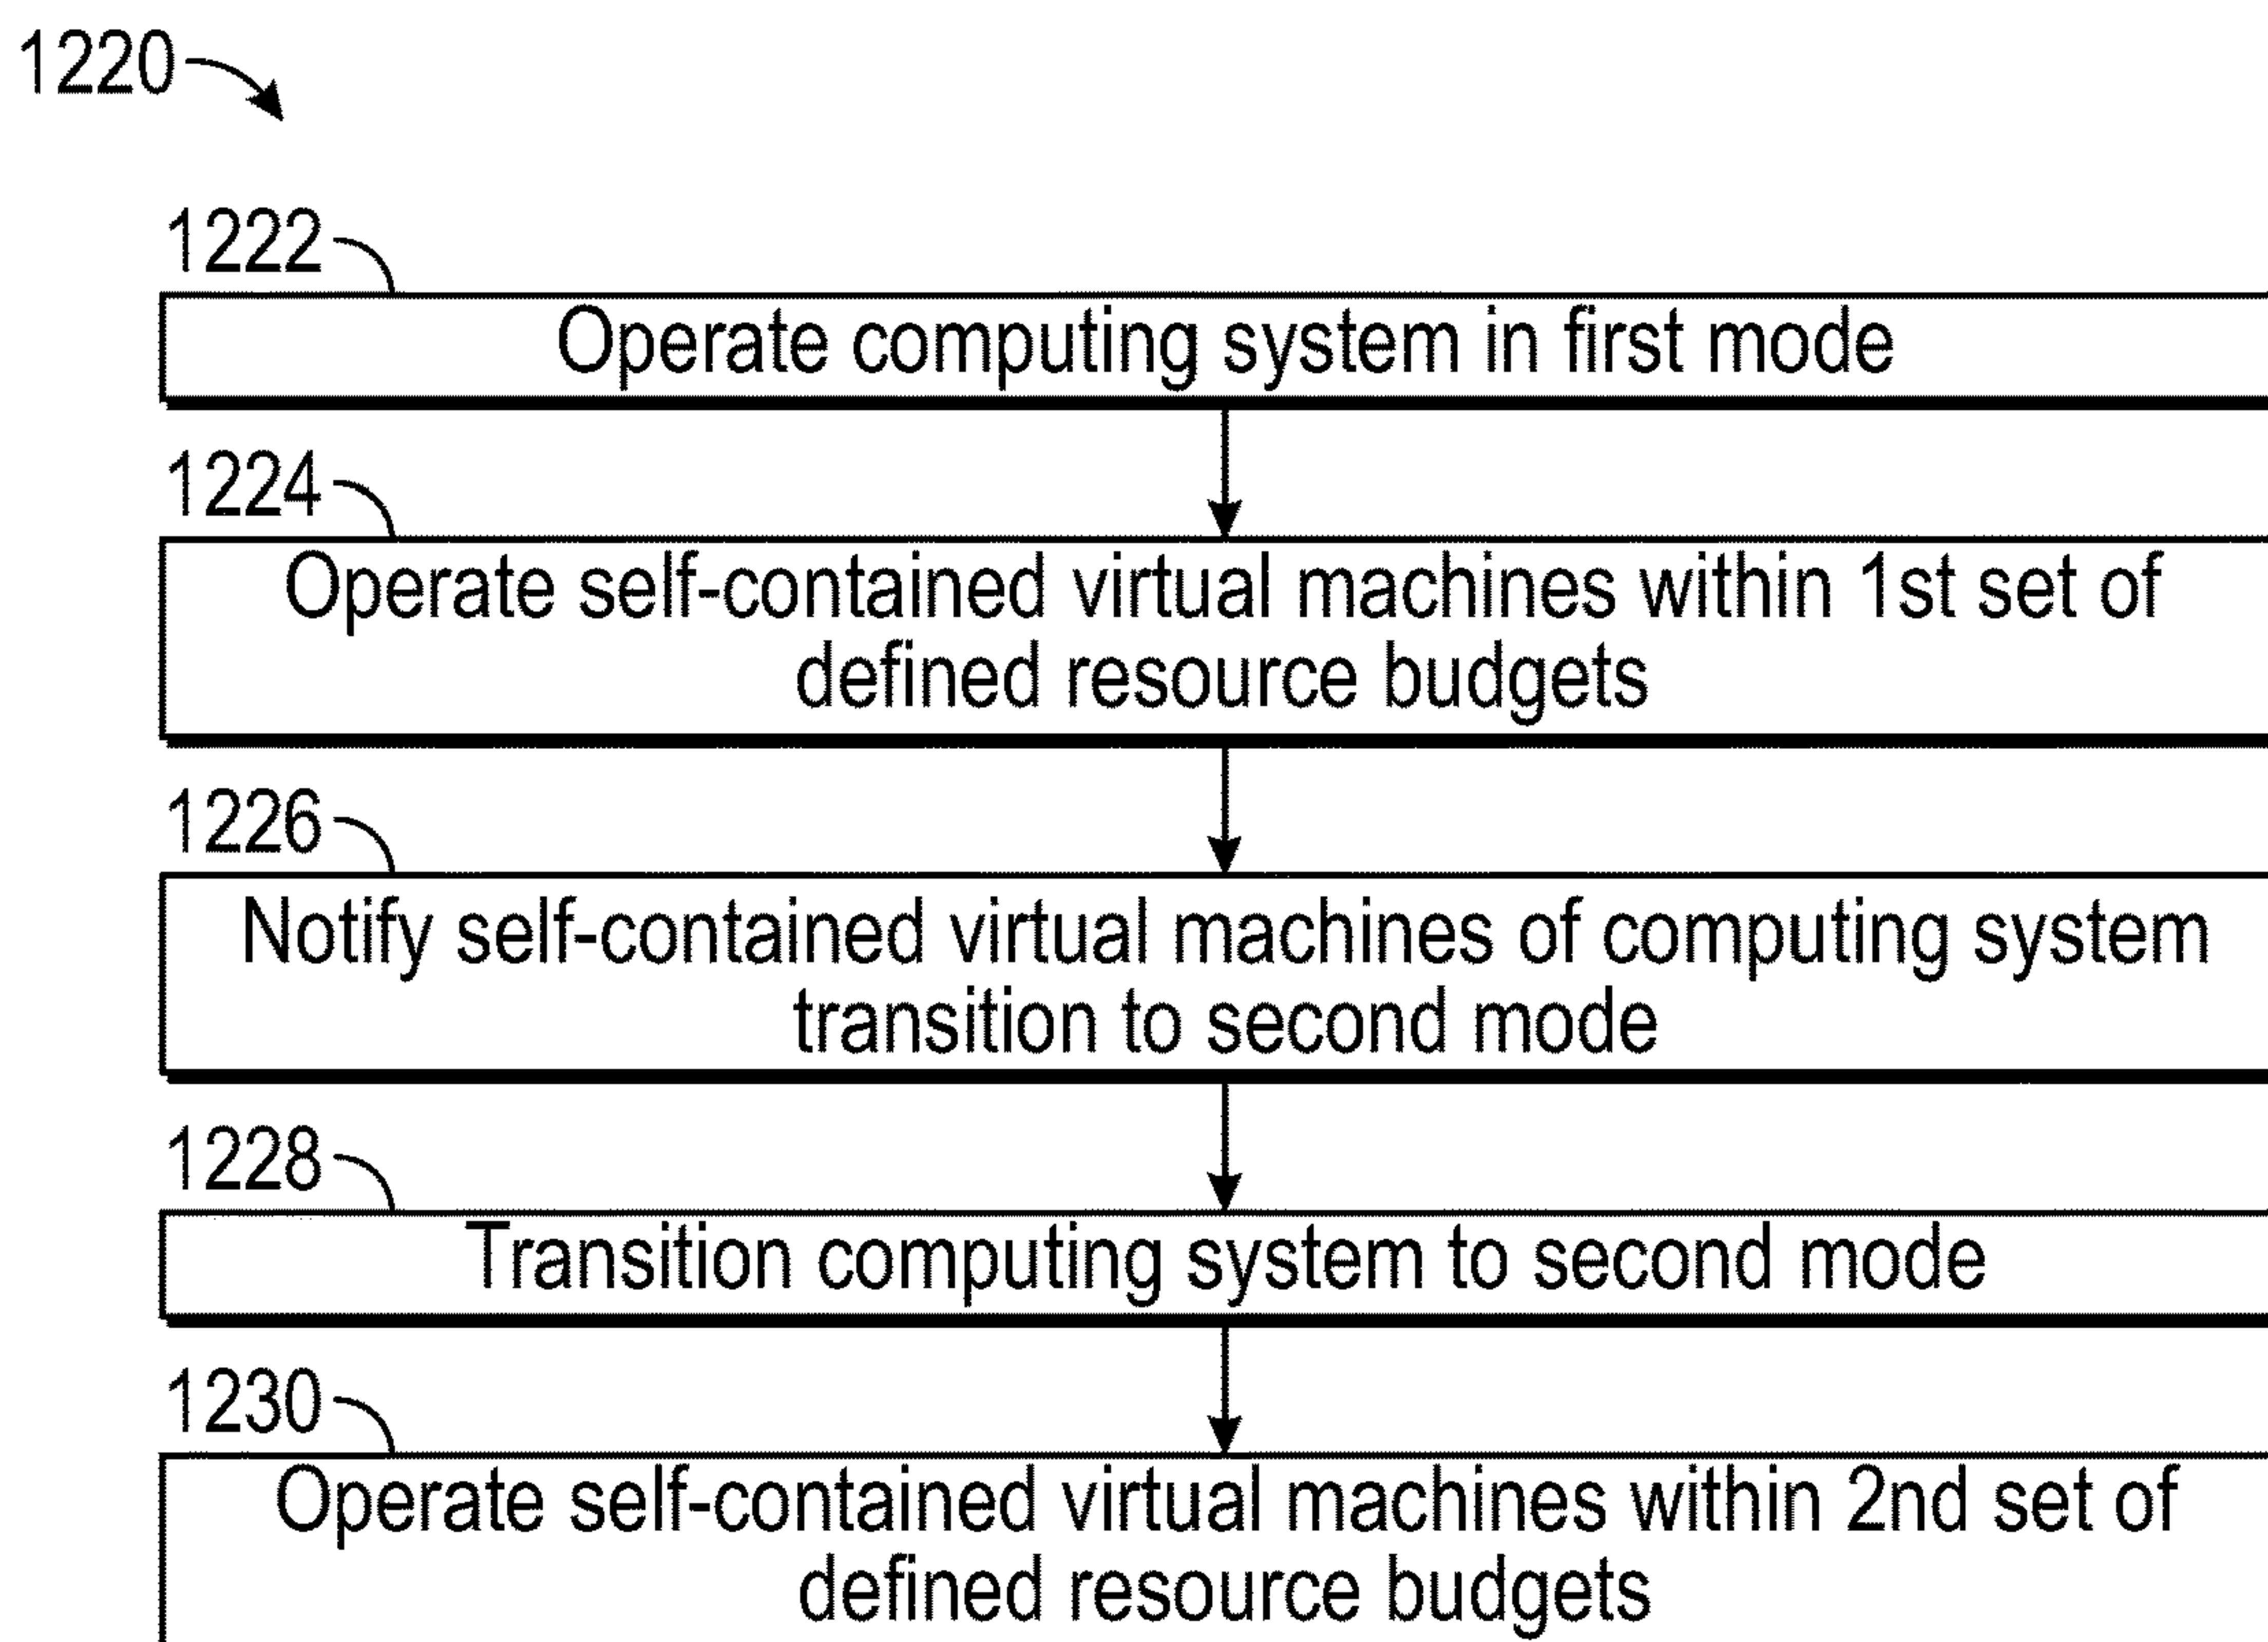 1220
1222
Operate computing system in first mode
1224
Operate self-contained virtual machines within 1st set of
defined resource budgets
1226
Notify self-contained virtual machines of computing system
transition to second mode
1228
Transition computing system to second mode
1230
Operate self-contained virtual machines within 2nd set of
defined resource budgets